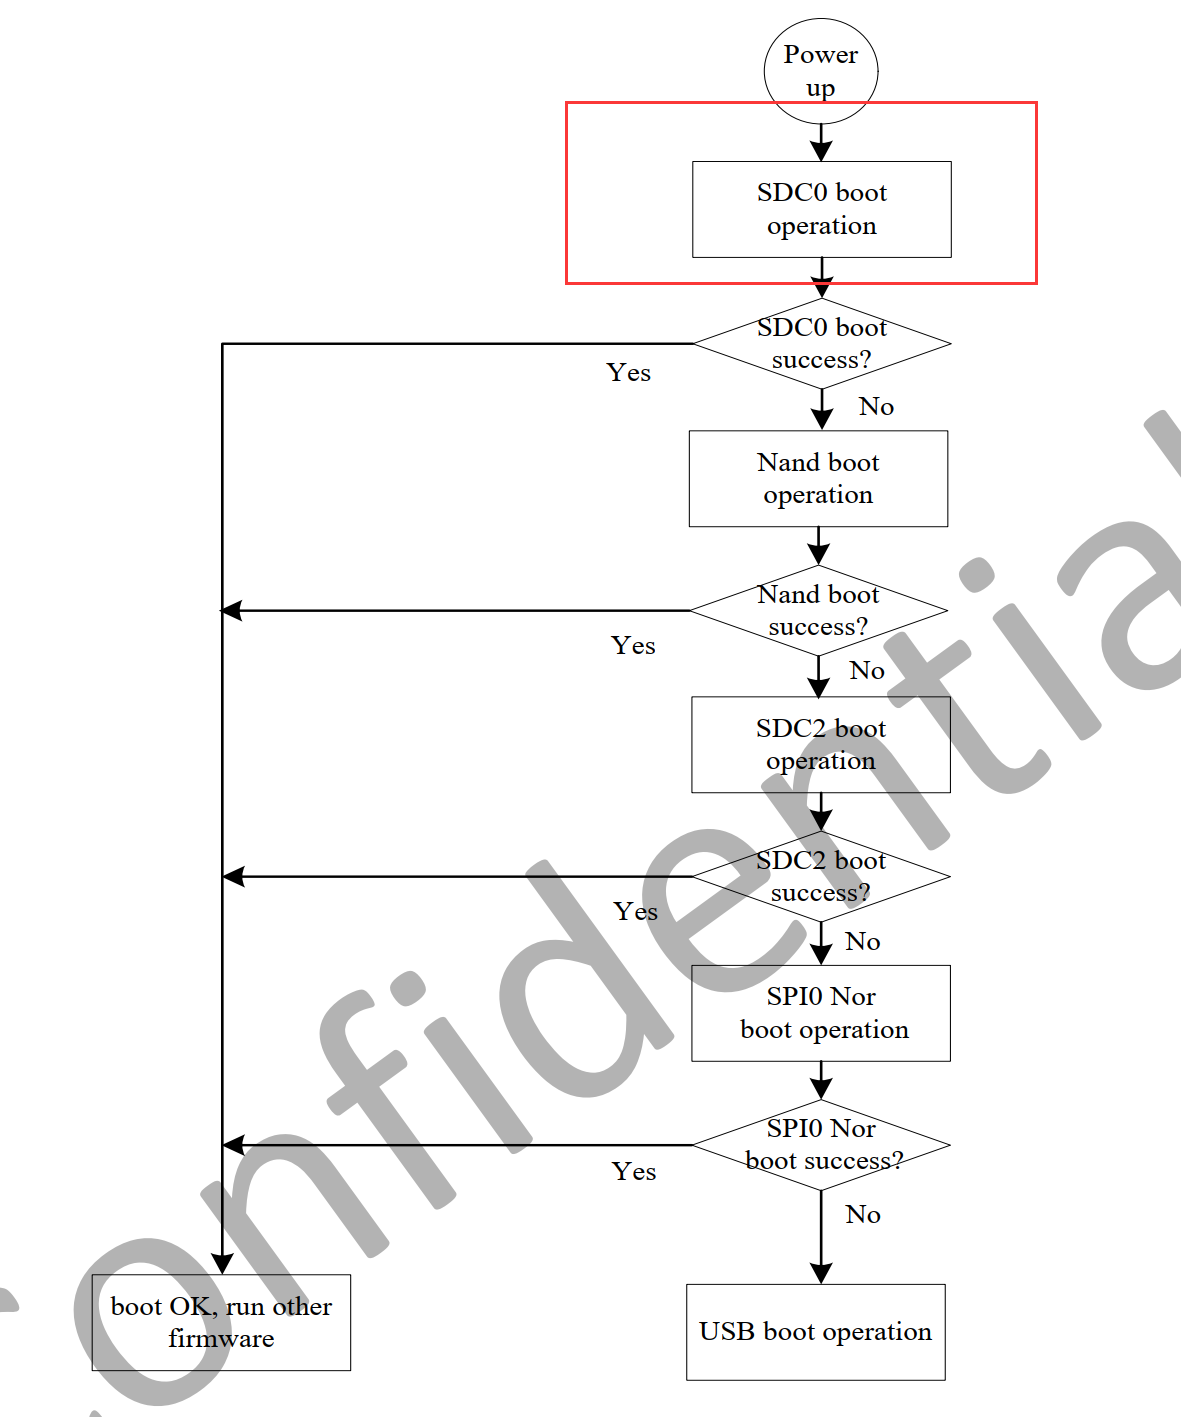 Power
up
SDC0 boot
operation
SDC0 boot
success?
Yes
No
Nand boot
operation
Nand boot
success?
Yes
No
SDC2 boot
operation
SDC2 boot
success?
Yes
No
SPI0 Nor
boot operation
SPI0 Nor
boot success?
Yes
No
boot OK, run other
firmware
USB boot operation
Confidential